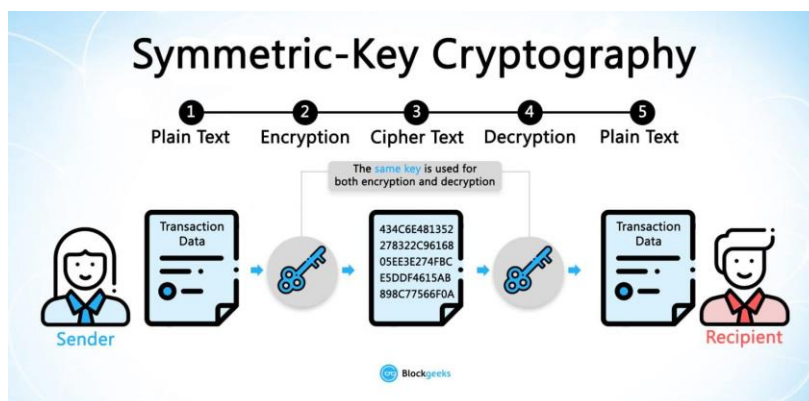 Symmetric-Key Cryptography
1 2 3 4 5
Plain Text Encryption Cipher Text Decryption Plain Text
The same key is used for
both encryption and decryption
Transaction
Data
434C6E481352
278322C96168
05EE3E274FBC
E5DDF4615AB
898C77566F0A
Transaction
Data
Sender
Recipient
Blockgeeks